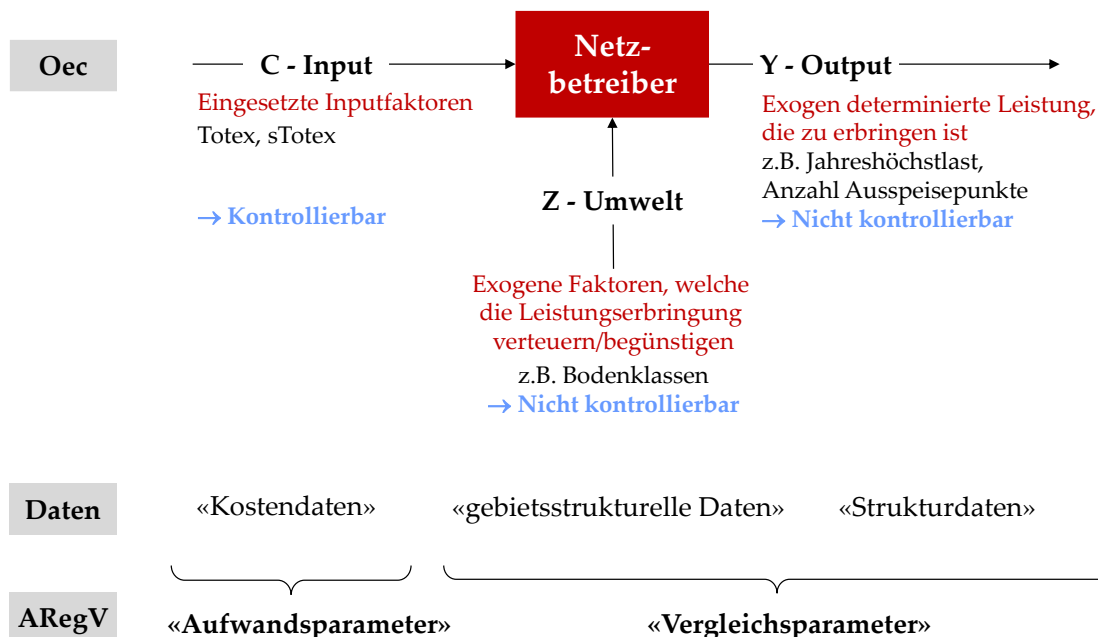 Oec
C - Input
Eingesetzte Inputfaktoren
Totex, sTotex
→ Kontrollierbar
Netz-
betreiber
Y - Output
Exogen determinierte Leistung,
die zu erbringen ist
z.B. Jahreshöchstlast,
Anzahl Ausspeisepunkte
→ Nicht kontrollierbar
Z - Umwelt
Exogene Faktoren, welche
die Leistungserbringung
verteuern/begünstigen
z.B. Bodenklassen
→ Nicht kontrollierbar
Daten
«Kostendaten»
«gebietsstrukturelle Daten»
«Strukturdaten»
ARegV
«Aufwandsparameter»
«Vergleichsparameter»